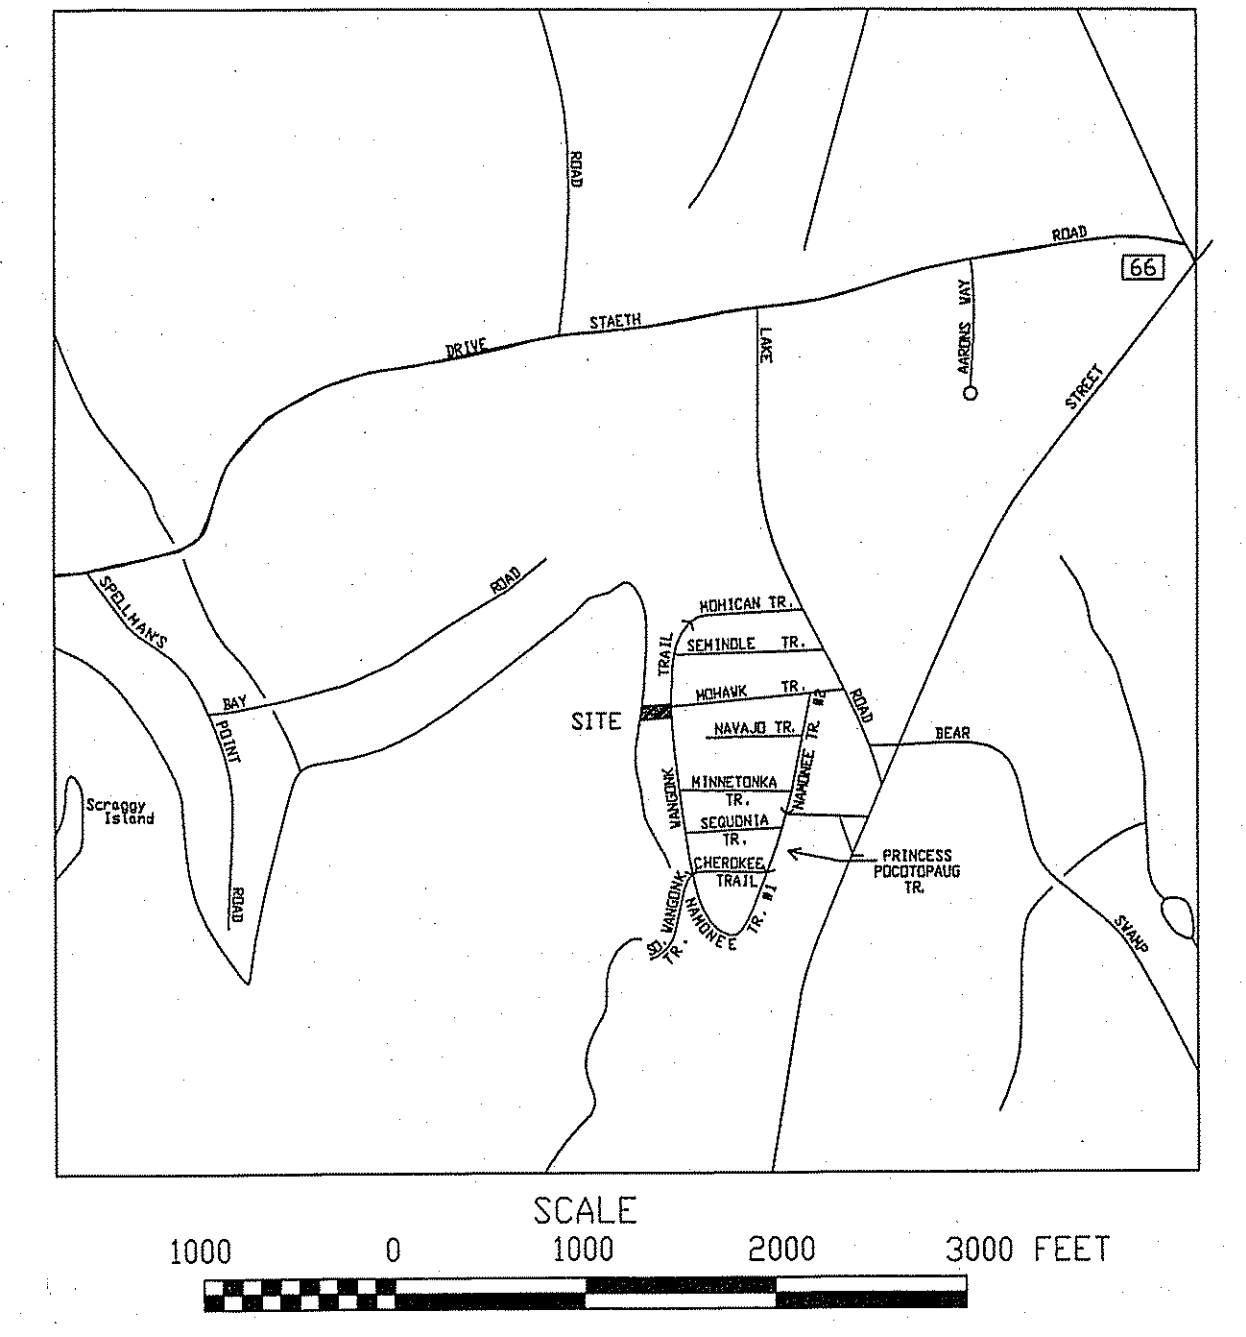 ROAD
ROAD
66
STAETH
DRIVE
LAKE
AARONS WAY
STREET
ROAD
SPELLMAN'S
MOHICAN TR.
TRAIL
SEMINOLE TR.
BAY
MOHAWK TR.
#2
ROAD
SITE
POINT
NAVAJO TR.
BEAR
Scraggy
Island
WANGONK
MINNETONKA
TR.
NAMONEE TR.
SEQUONIA
TR.
CHEROKEE
TRAIL
PRINCESS
POCOTOPAUG
TR.
ROAD
SO. WANGONK
TR.
NAMONEE TR. #1
SWAMP
SCALE
1000 0 1000 2000 3000 FEET